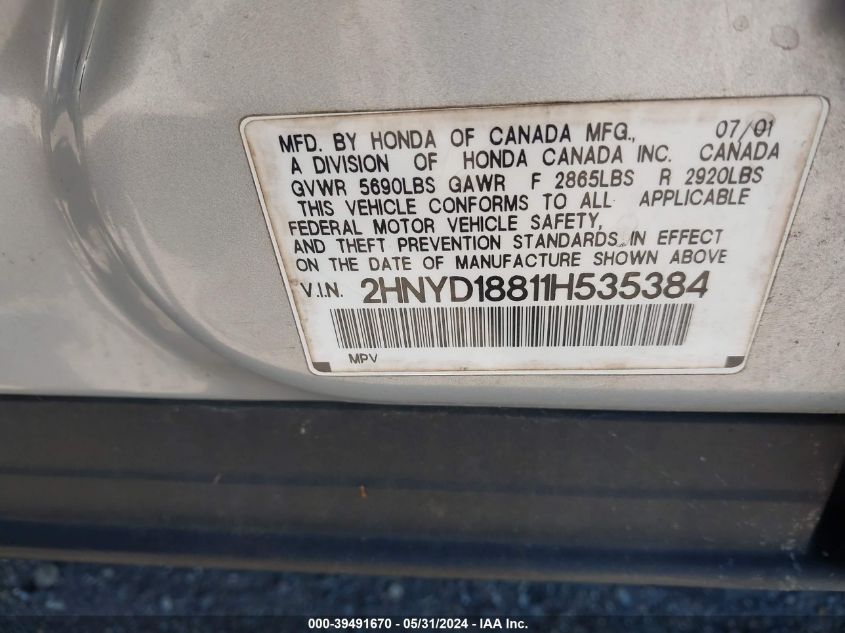 MFD. BY HONDA OF CANADA MFG., 07/01
A DIVISION OF HONDA CANADA INC. CANADA
GVWR 5690LBS GAWR F 2865LBS R 2920LBS
THIS VEHICLE CONFORMS TO ALL APPLICABLE
FEDERAL MOTOR VEHICLE SAFETY,
AND THEFT PREVENTION STANDARDS IN EFFECT
ON THE DATE OF MANUFACTURE SHOWN ABOVE
V.I.N. 2HNYD18811H535384
MPV
000-39491670 - 05/31/2024 - IAA Inc.